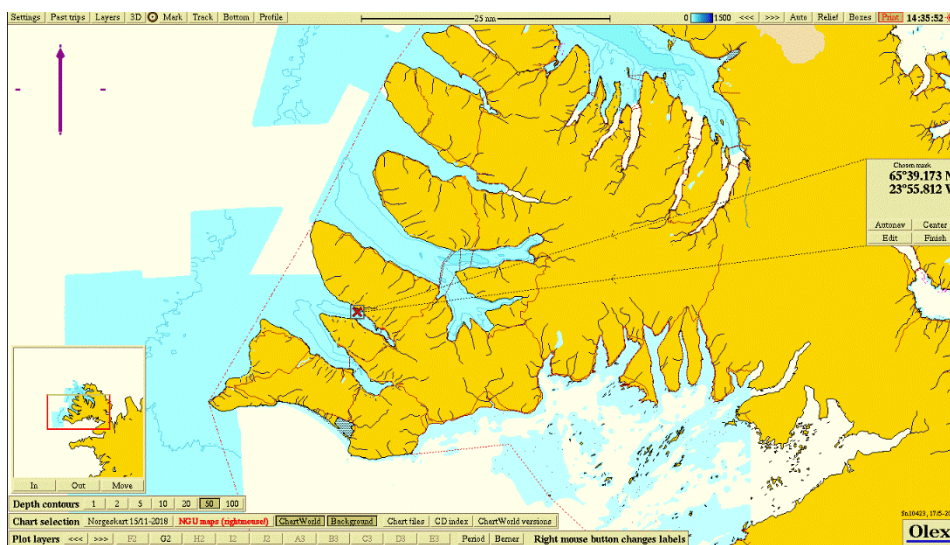 Settings Past trips Layers 3D Mark Track Bottom Profile 25 nm 0 1500 <<< >>> Auto Relief Boxes Print 14:35:52
Chosen mark
65°39.173 N
23°55.812 V
Autonav Center
Edit Finish
In Out Move
Depth contours 1 2 5 10 20 50 100
Chart selection Norgeskart 15/11-2018 NGU maps (rightmouse!) ChartWorld Background Chart files CD index ChartWorld versions
Plot layers <<< >>> F2 G2 H2 I2 J2 A3 B3 C3 D3 E3 Period Berner Right mouse button changes labels
Olex